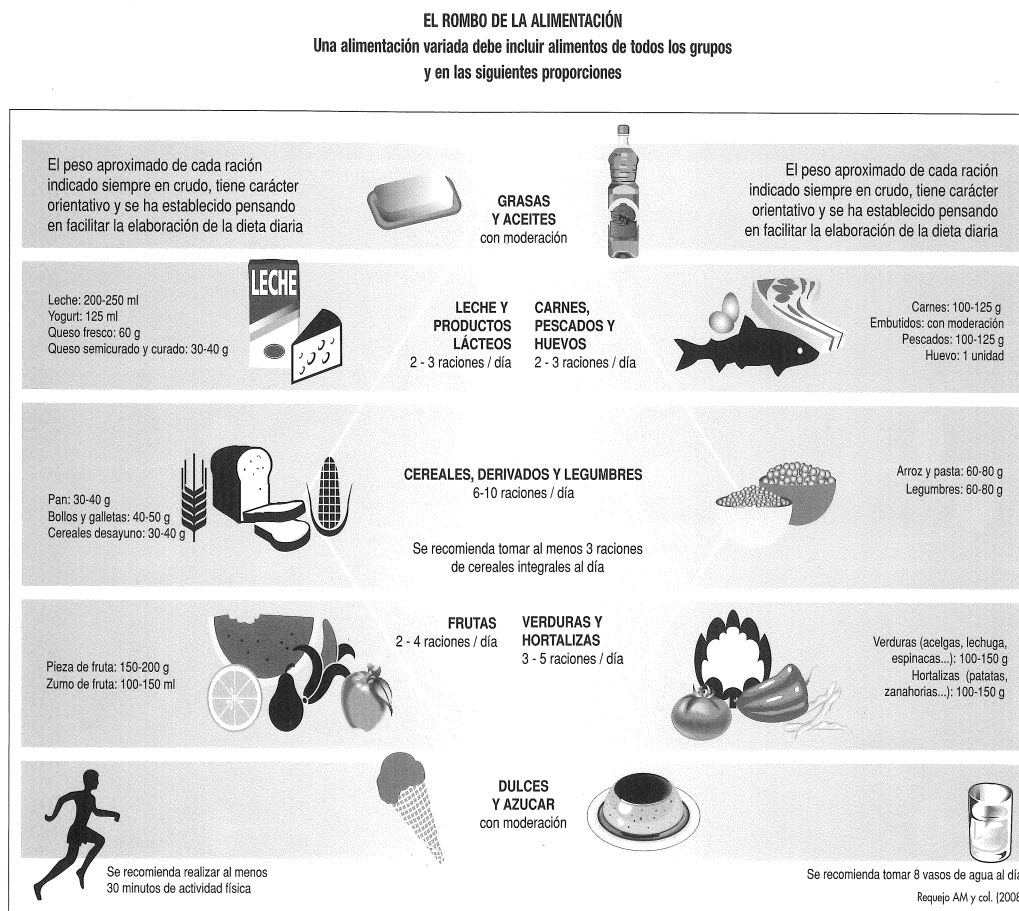 EL ROMBO DE LA ALIMENTACIÓN
Una alimentación variada debe incluir alimentos de todos los grupos
y en las siguientes proporciones
El peso aproximado de cada ración
indicado siempre en crudo, tiene carácter
orientativo y se ha establecido pensando
en facilitar la elaboración de la dieta diaria
GRASAS
Y ACEITES
con moderación
El peso aproximado de cada ración
indicado siempre en crudo, tiene carácter
orientativo y se ha establecido pensando
en facilitar la elaboración de la dieta diaria
Leche: 200-250 ml
Yogurt: 125 ml
Queso fresco: 60 g
Queso semicurado y curado: 30-40 g
LECHE
LECHE Y
PRODUCTOS
LÁCTEOS
2 - 3 raciones / día
CARNES,
PESCADOS Y
HUEVOS
2 - 3 raciones / día
Carnes: 100-125 g
Embutidos: con moderación
Pescados: 100-125 g
Huevo: 1 unidad
Pan: 30-40 g
Bollos y galletas: 40-50 g
Cereales desayuno: 30-40 g
CEREALES, DERIVADOS Y LEGUMBRES
6-10 raciones / día
Se recomienda tomar al menos 3 raciones
de cereales integrales al día
Arroz y pasta: 60-80 g
Legumbres: 60-80 g
Pieza de fruta: 150-200 g
Zumo de fruta: 100-150 ml
FRUTAS
2 - 4 raciones / día
VERDURAS Y
HORTALIZAS
3 - 5 raciones / día
Verduras (acelgas, lechuga,
espinacas...): 100-150 g
Hortalizas (patatas,
zanahorias...): 100-150 g
DULCES
Y AZUCAR
con moderación
Se recomienda realizar al menos
30 minutos de actividad física
Se recomienda tomar 8 vasos de agua al día
Requejo AM y col. (2008